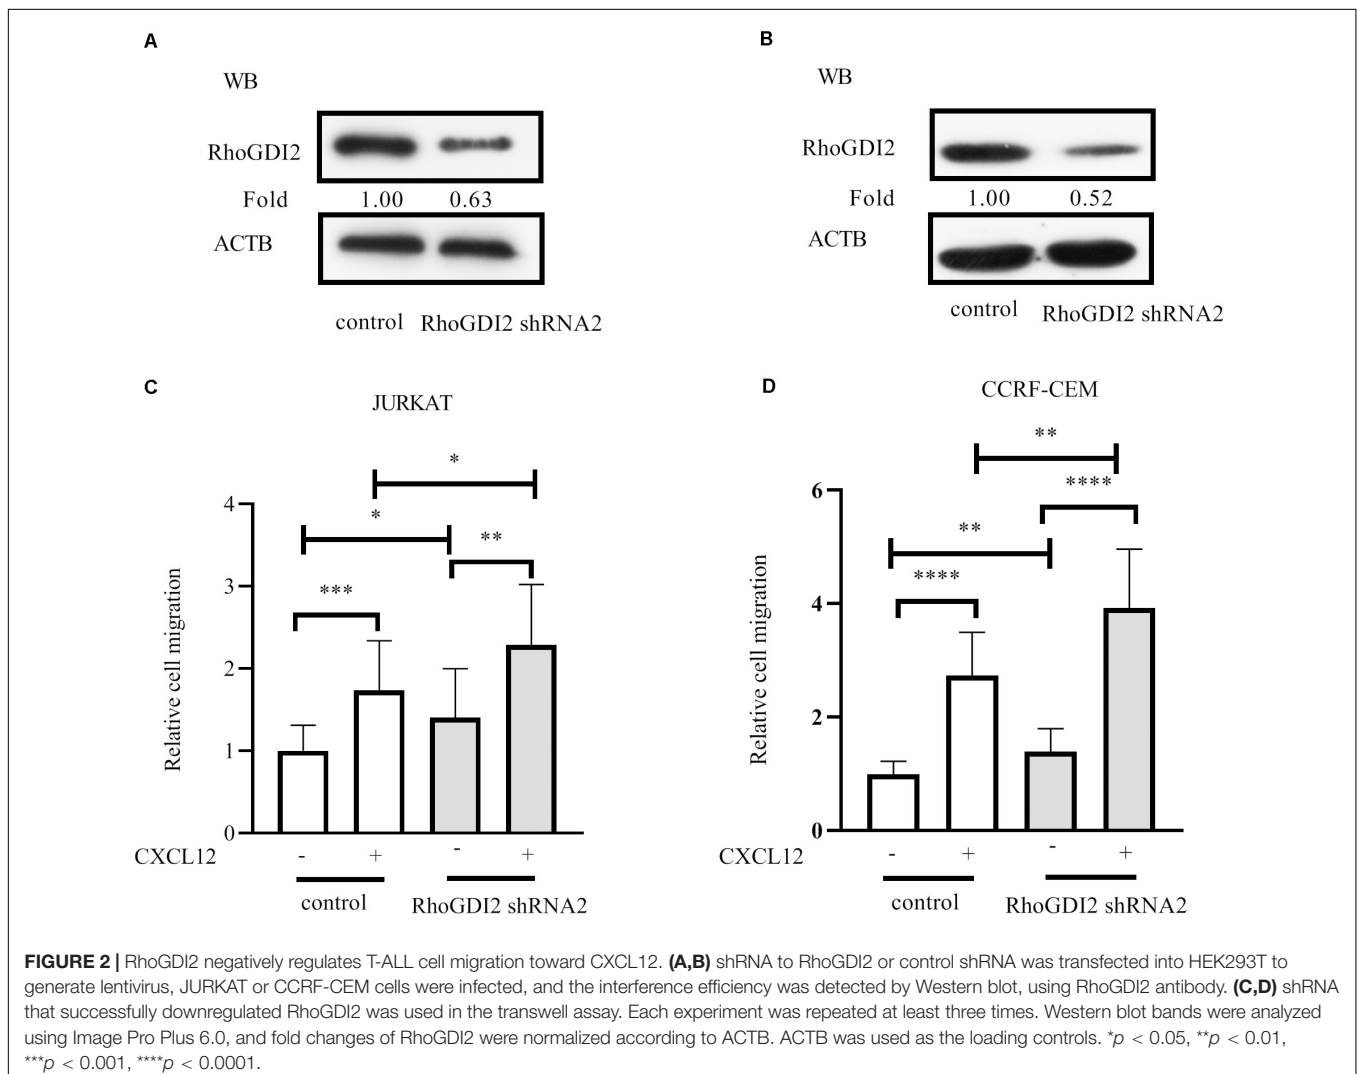 A
WB
RhoGDI2
Fold 1.00 0.63
ACTB
control RhoGDI2 shRNA2
B
WB
RhoGDI2
Fold 1.00 0.52
ACTB
control RhoGDI2 shRNA2
C
JURKAT
*
*
**
***
4
3
2
1
0
Relative cell migration
CXCL12 - + - +
control RhoGDI2 shRNA2
D
CCRF-CEM
**
****
**
****
6
4
2
0
Relative cell migration
CXCL12 - + - +
control RhoGDI2 shRNA2
FIGURE 2 | RhoGDI2 negatively regulates T-ALL cell migration toward CXCL12. (A,B) shRNA to RhoGDI2 or control shRNA was transfected into HEK293T to
generate lentivirus, JURKAT or CCRF-CEM cells were infected, and the interference efficiency was detected by Western blot, using RhoGDI2 antibody. (C,D) shRNA
that successfully downregulated RhoGDI2 was used in the transwell assay. Each experiment was repeated at least three times. Western blot bands were analyzed
using Image Pro Plus 6.0, and fold changes of RhoGDI2 were normalized according to ACTB. ACTB was used as the loading controls. *p < 0.05, **p < 0.01,
***p < 0.001, ****p < 0.0001.